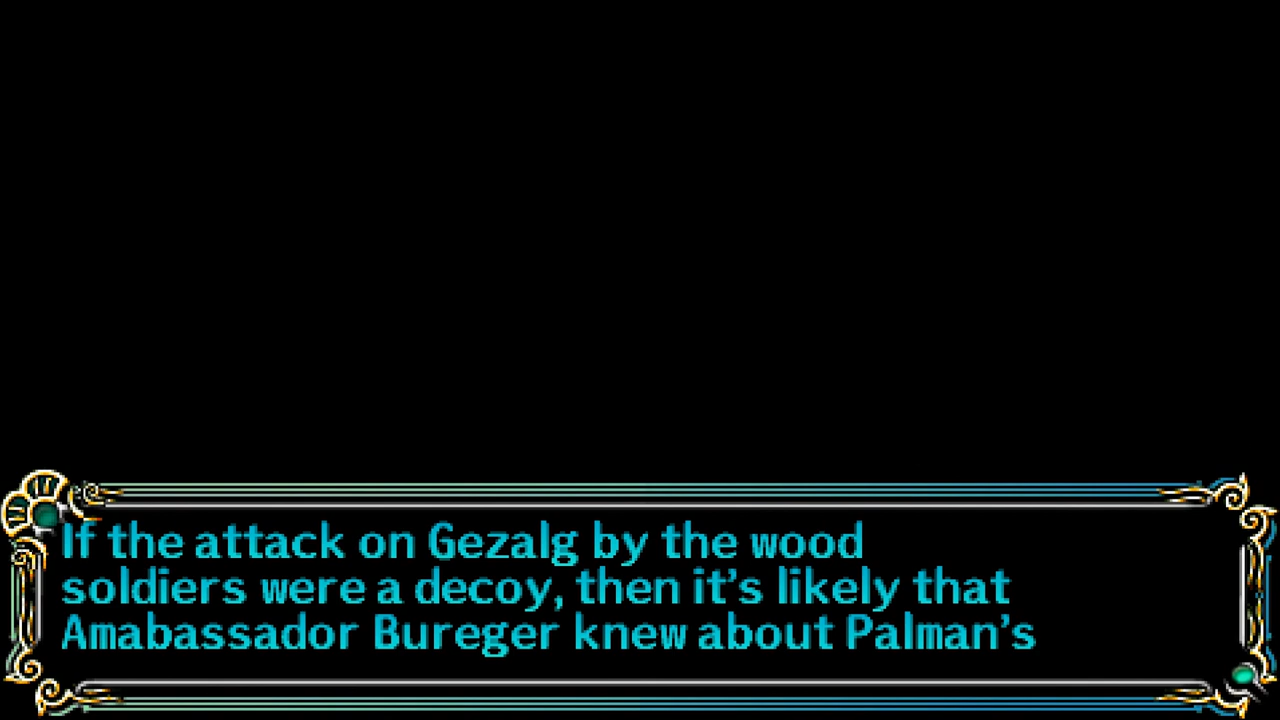 If the attack on Gezalg by the wood
soldiers were a decoy, then it's likely that
Amabassador Bureger knew about Palman's